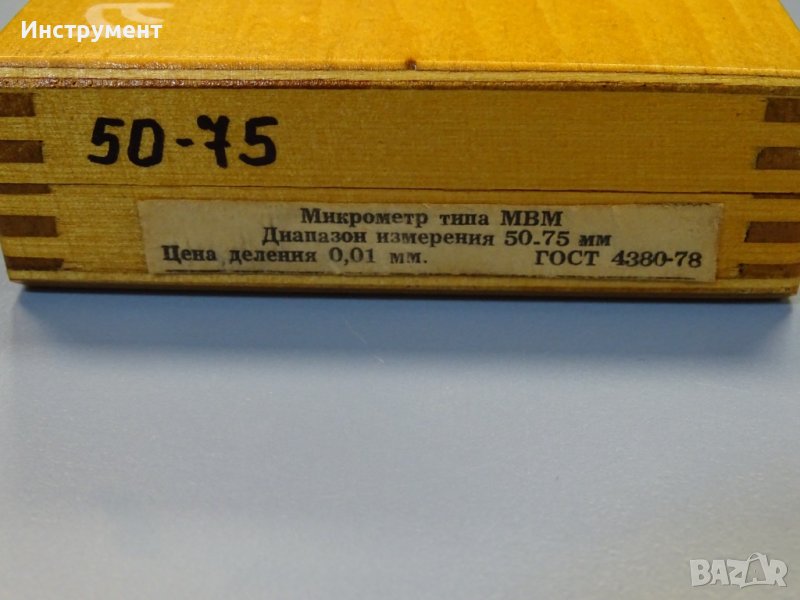 Инструмент
50-75
Микрометр типа МВМ
Диапазон измерения 50-75 мм
Цена деления 0,01 мм. ГОСТ 4380-78
BAZAR